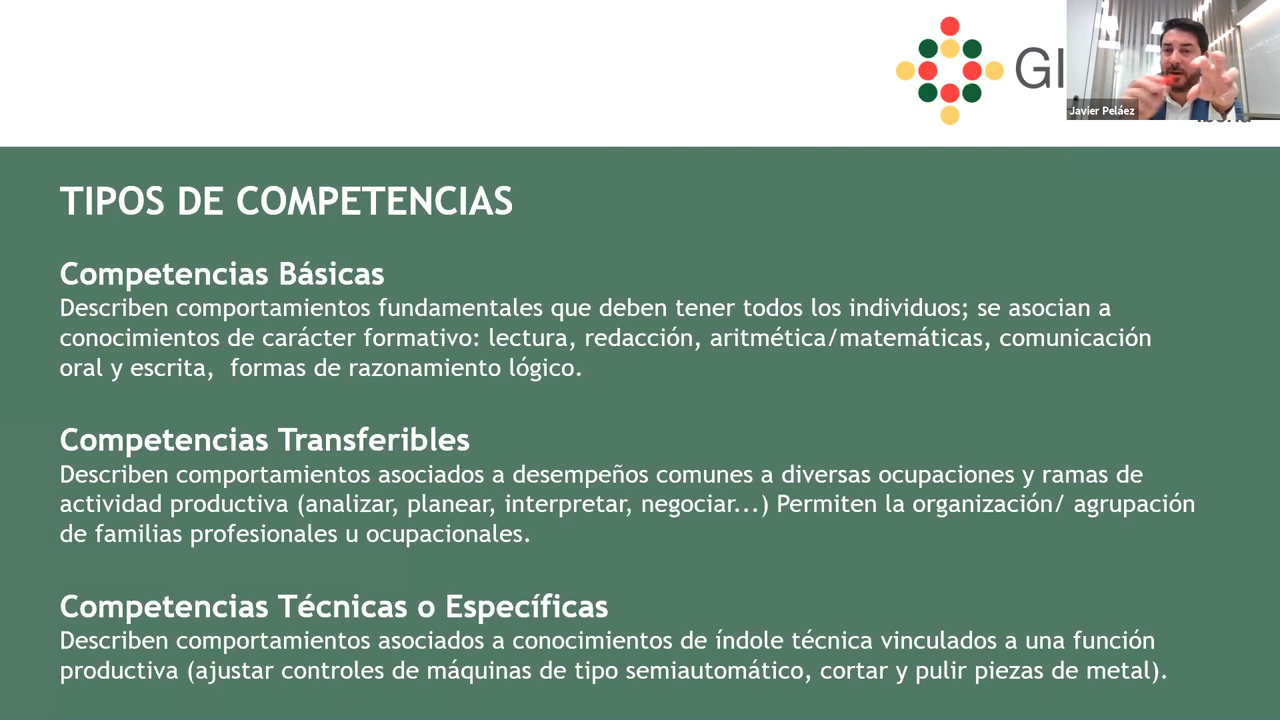 GI
Javier Peláez
TIPOS DE COMPETENCIAS
Competencias Básicas
Describen comportamientos fundamentales que deben tener todos los individuos; se asocian a
conocimientos de carácter formativo: lectura, redacción, aritmética/matemáticas, comunicación
oral y escrita,  formas de razonamiento lógico.
Competencias Transferibles
Describen comportamientos asociados a desempeños comunes a diversas ocupaciones y ramas de
actividad productiva (analizar, planear, interpretar, negociar...) Permiten la organización/ agrupación
de familias profesionales u ocupacionales.
Competencias Técnicas o Específicas
Describen comportamientos asociados a conocimientos de índole técnica vinculados a una función
productiva (ajustar controles de máquinas de tipo semiautomático, cortar y pulir piezas de metal).